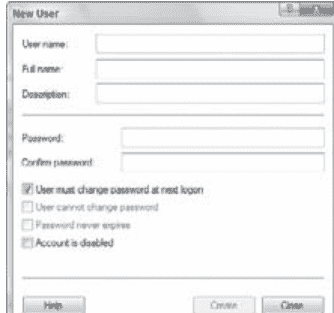 New User
User name:
Full name:
Description:
Password:
Confirm password:
User must change password at next logon
User cannot change password
Password never expires
Account is disabled
Help Create Close